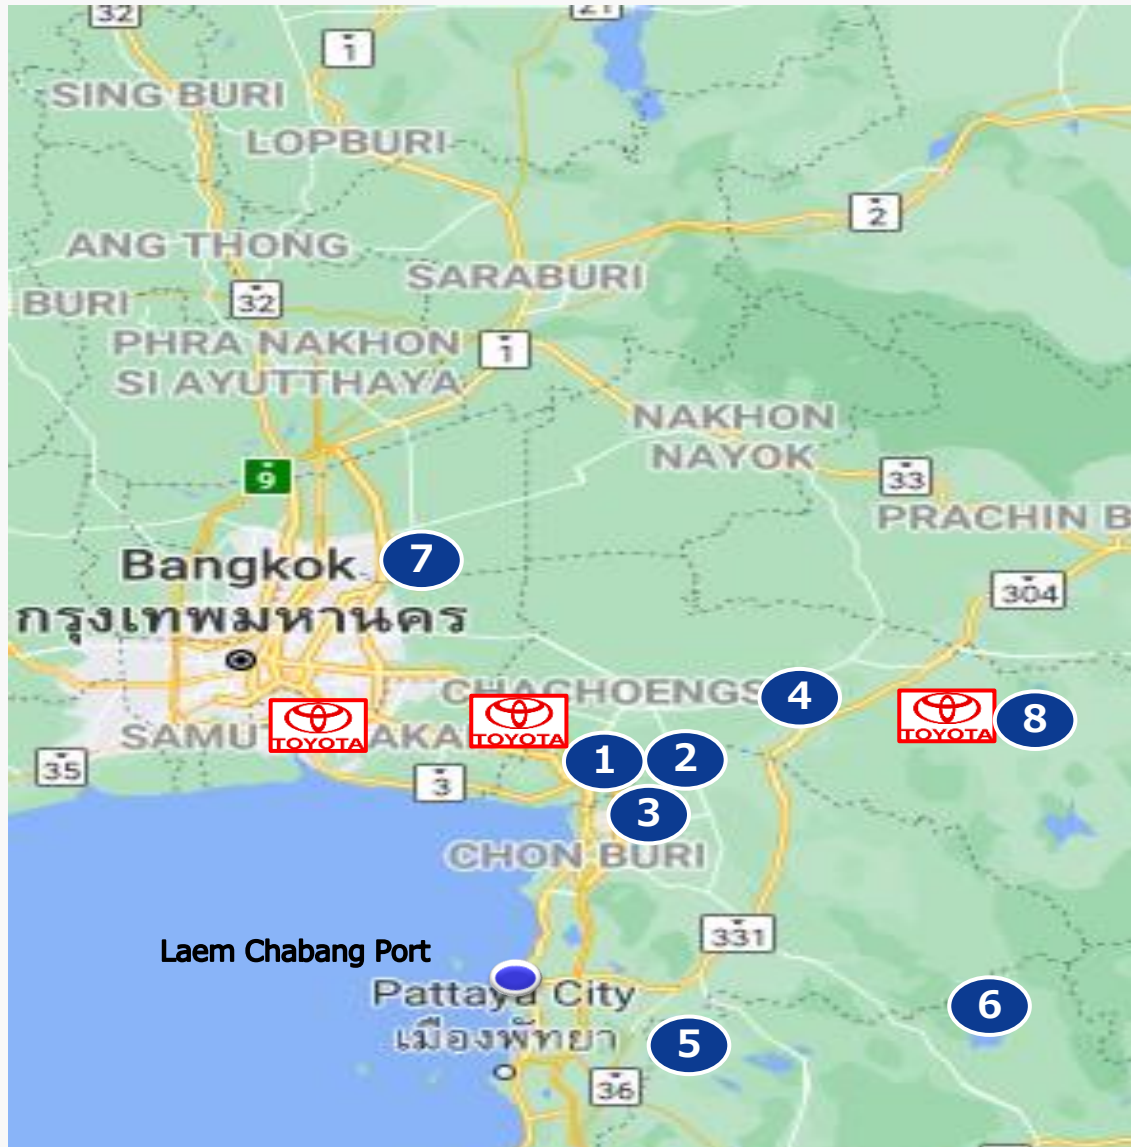 32
21
1
SING BURI
LOPBURI
2
ANG THONG
SARABURI
BURI
32
PHRA NAKHON
SI AYUTTHAYA
1
NAKHON
NAYOK
9
33
PRACHIN B
7
Bangkok
กรุงเทพมหานคร
304
CHACHOENGS
4
TOYOTA
TOYOTA
TOYOTA
8
SAMUT
AKA
1
2
35
3
3
CHON BURI
331
Laem Chabang Port
Pattaya City
เมืองพัทยา
6
5
36